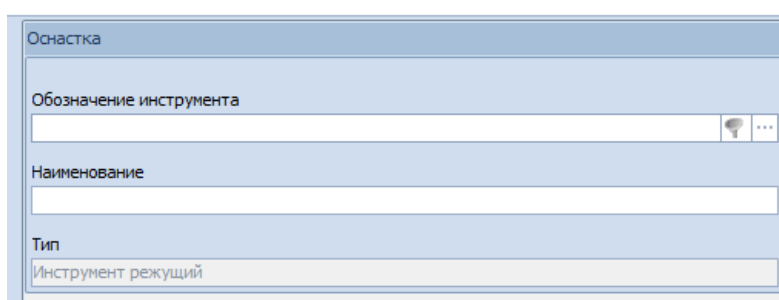 Оснастка
Обозначение инструмента
...
Наименование
Тип
Инструмент режущий